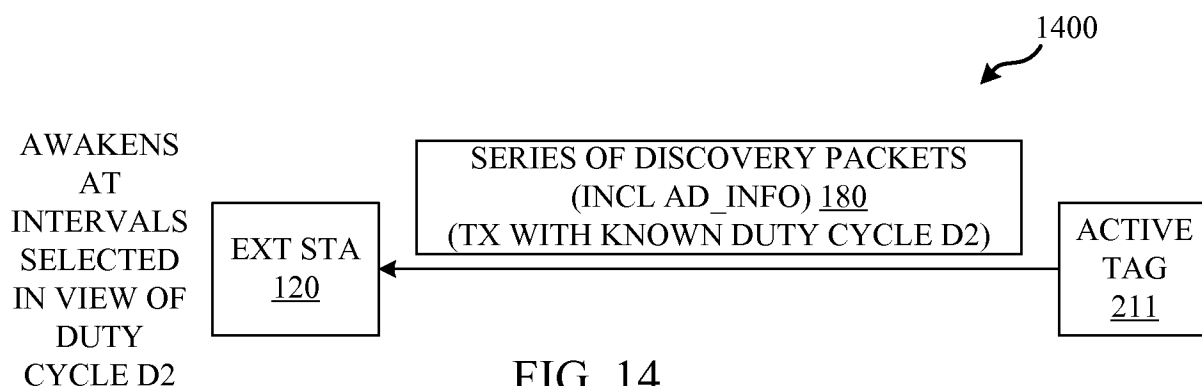 1400
AWAKENS
AT
INTERVALS
SELECTED
IN VIEW OF
DUTY
CYCLE D2
EXT STA
120
SERIES OF DISCOVERY PACKETS
(INCL AD_INFO) 180
(TX WITH KNOWN DUTY CYCLE D2)
ACTIVE
TAG
211
FIG. 14